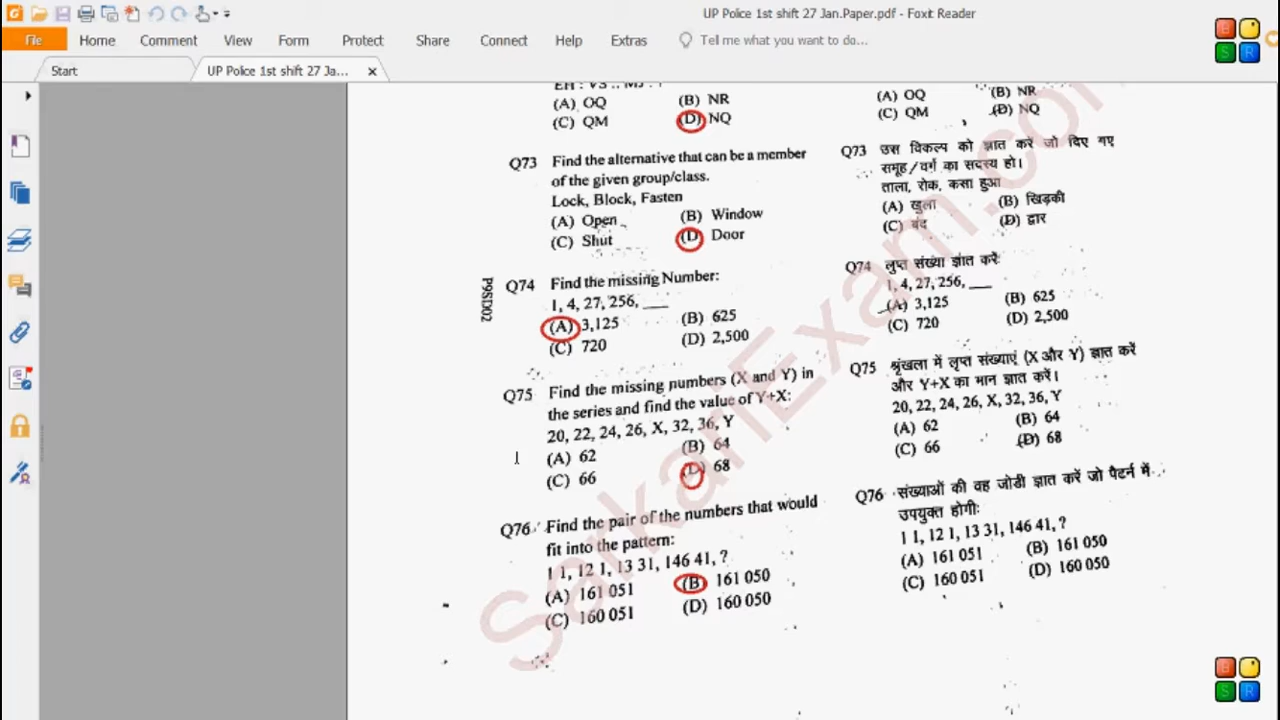 UP Police 1st shift 27 Jan.Paper.pdf - Foxit Reader
File Home Comment View Form Protect Share Connect Help Extras Tell me what you want to do...
Start UP Police 1st shift 27 Ja...
EH : VS :: MJ : ?
(A) OQ (B) NR
(C) QM (D) NQ
Q73 Find the alternative that can be a member
of the given group/class.
Lock, Block, Fasten
(A) Open (B) Window
(C) Shut (D) Door
P9SD02
Q74 Find the missing Number:
1, 4, 27, 256, ___
(A) 3,125 (B) 625
(C) 720 (D) 2,500
Q75 Find the missing numbers (X and Y) in
the series and find the value of Y+X:
20, 22, 24, 26, X, 32, 36, Y
(A) 62 (B) 64
(C) 66 (D) 68
Q76 Find the pair of the numbers that would
fit into the pattern:
1 1, 12 1, 13 31, 146 41, ?
(A) 161 051 (B) 161 050
(C) 160 051 (D) 160 050
(A) OQ (B) NR
(C) QM (D) NQ
Q73 उस विकल्प को ज्ञात करें जो दिए गए
समूह/वर्ग का सदस्य हो।
ताला, रोक, कसा हुआ
(A) खुला (B) खिड़की
(C) बंद (D) द्वार
Q74 लुप्त संख्या ज्ञात करें
1, 4, 27, 256, ___
(A) 3,125 (B) 625
(C) 720 (D) 2,500
Q75 श्रृंखला में लुप्त संख्याएं (X और Y) ज्ञात करें
और Y+X का मान ज्ञात करें।
20, 22, 24, 26, X, 32, 36, Y
(A) 62 (B) 64
(C) 66 (D) 68
Q76 संख्याओं की वह जोडी ज्ञात करें जो पैटर्न में
उपयुक्त होगीः
1 1, 12 1, 13 31, 146 41, ?
(A) 161 051 (B) 161 050
(C) 160 051 (D) 160 050
SarkariExam.com
B
S R
B
S R